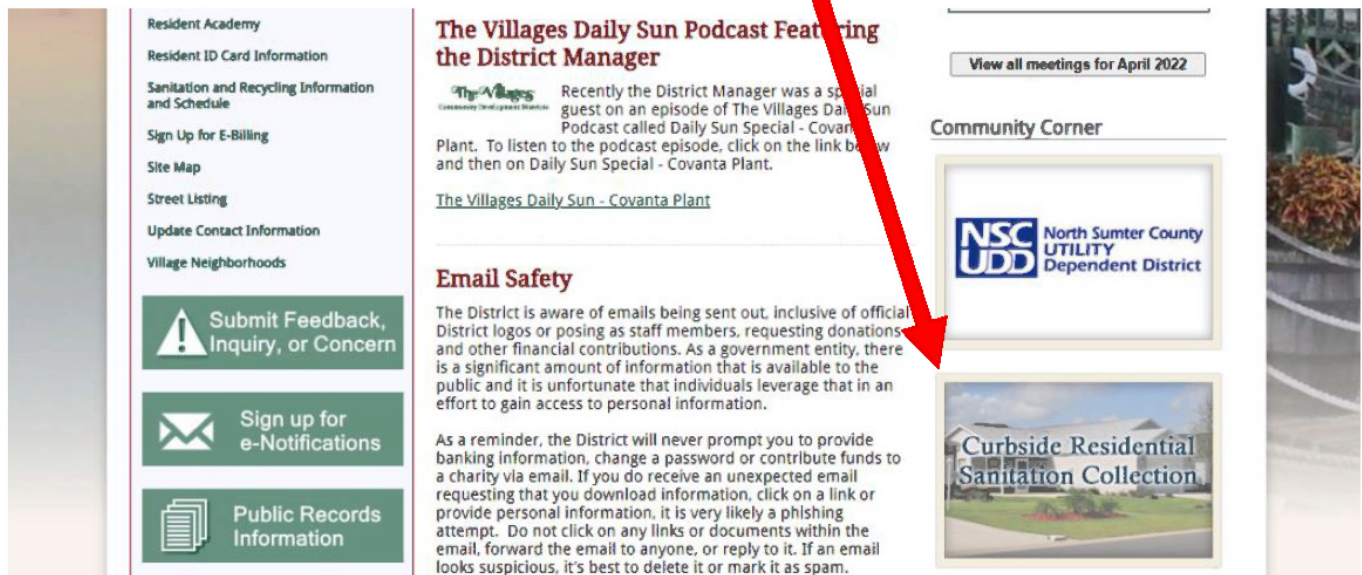 Resident Academy
Resident ID Card Information
Sanitation and Recycling Information
and Schedule
Sign Up for E-Billing
Site Map
Street Listing
Update Contact Information
Village Neighborhoods
Submit Feedback,
Inquiry, or Concern
Sign up for
e-Notifications
Public Records
Information
The Villages Daily Sun Podcast Featuring
the District Manager
The Villages
Community Development Districts
Recently the District Manager was a special
guest on an episode of The Villages Daily Sun
Podcast called Daily Sun Special - Covanta
Plant. To listen to the podcast episode, click on the link below
and then on Daily Sun Special - Covanta Plant.
The Villages Daily Sun - Covanta Plant
Email Safety
The District is aware of emails being sent out, inclusive of official
District logos or posing as staff members, requesting donations
and other financial contributions. As a government entity, there
is a significant amount of information that is available to the
public and it is unfortunate that individuals leverage that in an
effort to gain access to personal information.
As a reminder, the District will never prompt you to provide
banking information, change a password or contribute funds to
a charity via email. If you do receive an unexpected email
requesting that you download information, click on a link or
provide personal information, it is very likely a phishing
attempt. Do not click on any links or documents within the
email, forward the email to anyone, or reply to it. If an email
looks suspicious, it's best to delete it or mark it as spam.
View all meetings for April 2022
Community Corner
NSC
UDD
North Sumter County
UTILITY
Dependent District
Curbside Residential
Sanitation Collection